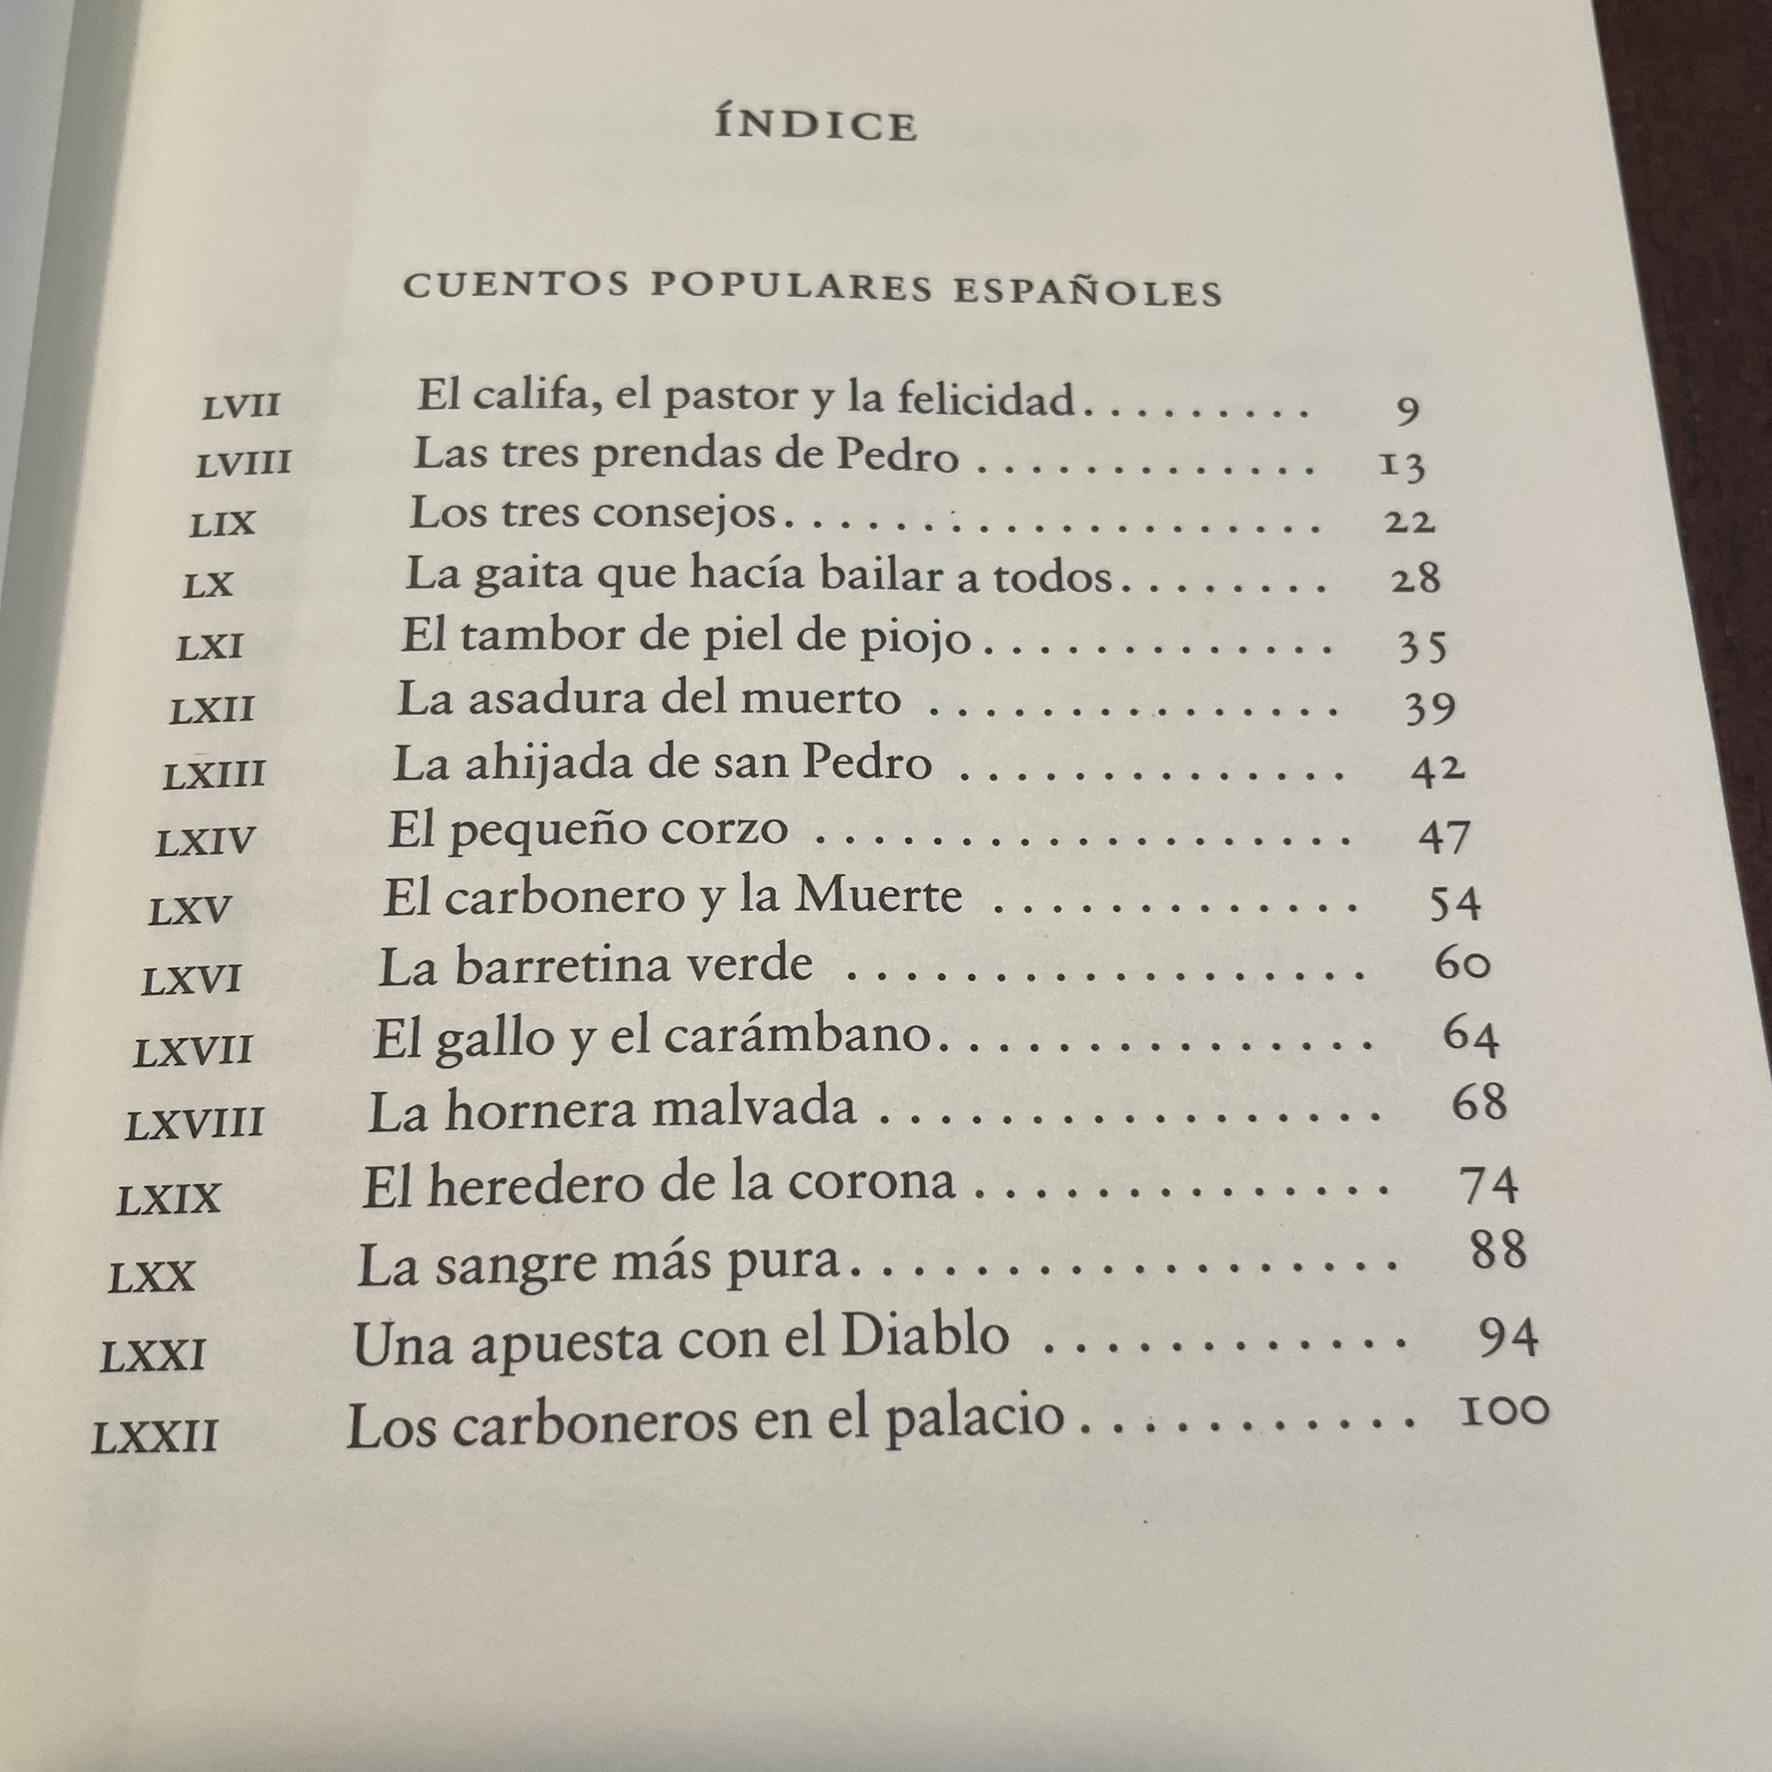 ÍNDICE
CUENTOS POPULARES ESPAÑOLES
LVII El califa, el pastor y la felicidad......... 9
LVIII Las tres prendas de Pedro ............ 13
LIX Los tres consejos................... 22
LX La gaita que hacía bailar a todos........ 28
LXI El tambor de piel de piojo............. 35
LXII La asadura del muerto ............... 39
LXIII La ahijada de san Pedro .............. 42
LXIV El pequeño corzo ................... 47
LXV El carbonero y la Muerte ............. 54
LXVI La barretina verde .................. 60
LXVII El gallo y el carámbano............... 64
LXVIII La hornera malvada ................. 68
LXIX El heredero de la corona .............. 74
LXX La sangre más pura.................. 88
LXXI Una apuesta con el Diablo ............ 94
LXXII Los carboneros en el palacio............ 100